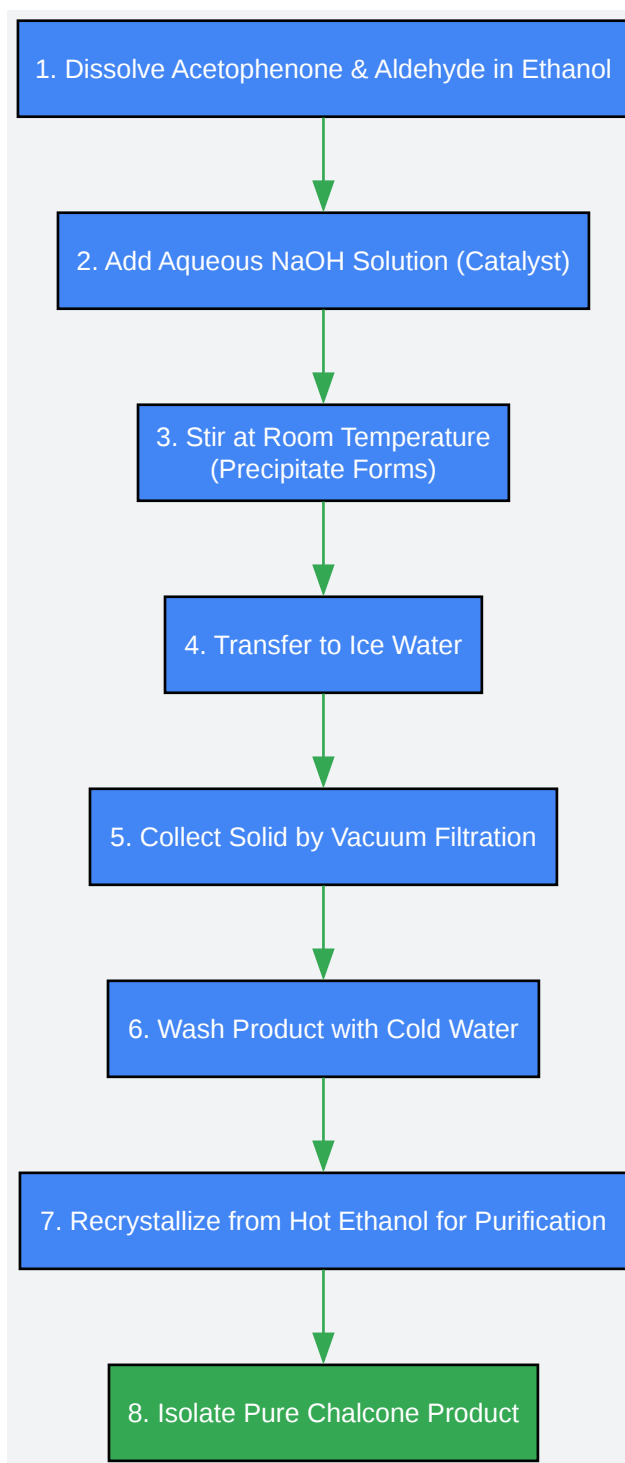 1. Dissolve Acetophenone & Aldehyde in Ethanol
2. Add Aqueous NaOH Solution (Catalyst)
3. Stir at Room Temperature
(Precipitate Forms)
4. Transfer to Ice Water
5. Collect Solid by Vacuum Filtration
6. Wash Product with Cold Water
7. Recrystallize from Hot Ethanol for Purification
8. Isolate Pure Chalcone Product